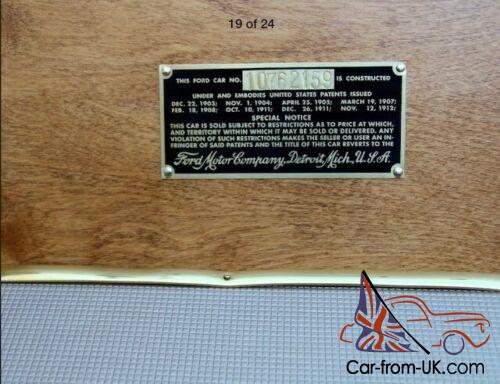 19 of 24
THIS FORD CAR NO. 10762159 IS CONSTRUCTED
UNDER AND EMBODIES UNITED STATES PATENTS ISSUED
DEC. 22, 1903; NOV. 1, 1904; APRIL 25, 1905; MARCH 19, 1907;
FEB. 18, 1908; OCT. 10, 1911; DEC. 26, 1911; NOV. 12, 1912;
SPECIAL NOTICE
THIS CAR IS SOLD SUBJECT TO RESTRICTIONS AS TO PRICE AT WHICH,
AND TERRITORY WITHIN WHICH IT MAY BE SOLD OR DELIVERED. ANY
VIOLATION OF SUCH RESTRICTIONS MAKES THE SELLER OR USER AN IN-
FRINGER OF SAID PATENTS AND THE TITLE OF THIS CAR REVERTS TO THE
Ford Motor Company, Detroit, Mich., U.S.A.
Car-from-UK.com